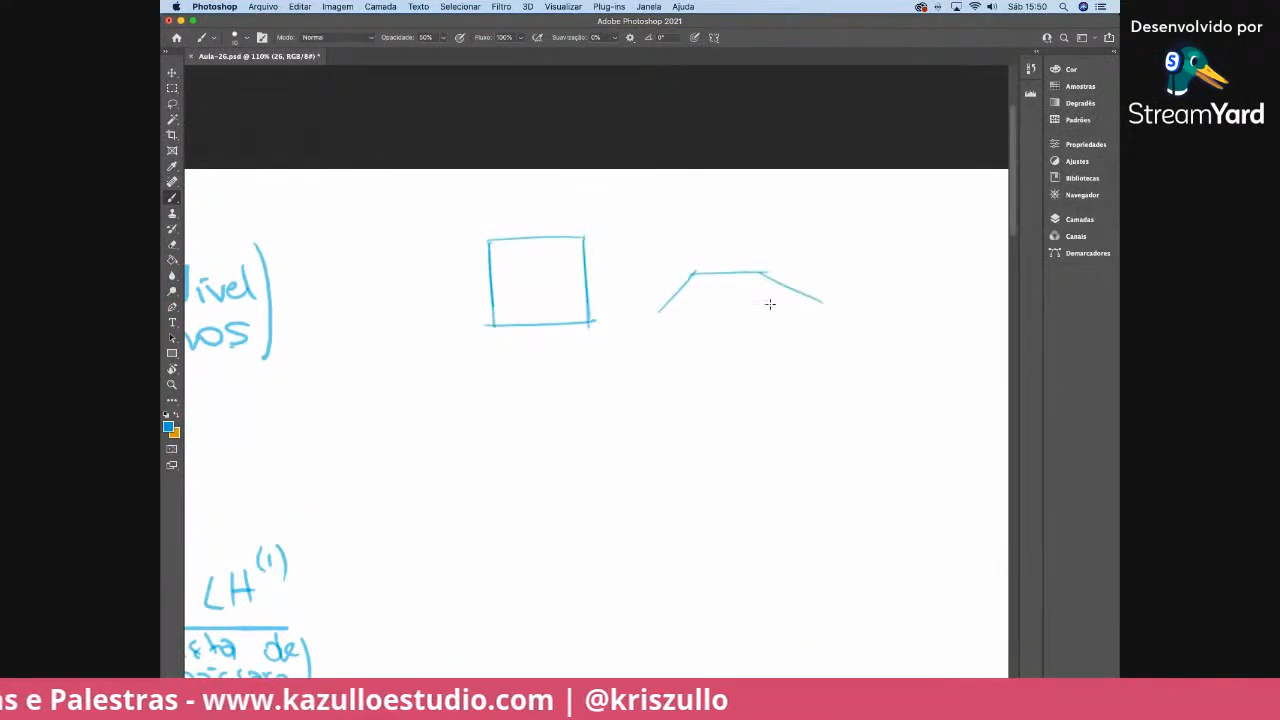 Photoshop Arquivo Editar Imagem Camada Texto Selecionar Filtro 3D Visualizar Plug-ins Janela Ajuda Sáb 15:50
Adobe Photoshop 2021
Modo: Normal Opacidade: 50% Fluxo: 100% Suavização: 0% 0°
Aula-26.psd @ 110% (26, RGB/8#) *
Desenvolvido por
StreamYard
Cor
Amostras
Degradês
Padrões
Propriedades
Ajustes
Bibliotecas
Navegador
Camadas
Canais
Demarcadores
ível
nos
LH (1)
de
s e Palestras - www.kazulloestudio.com | @kriszullo